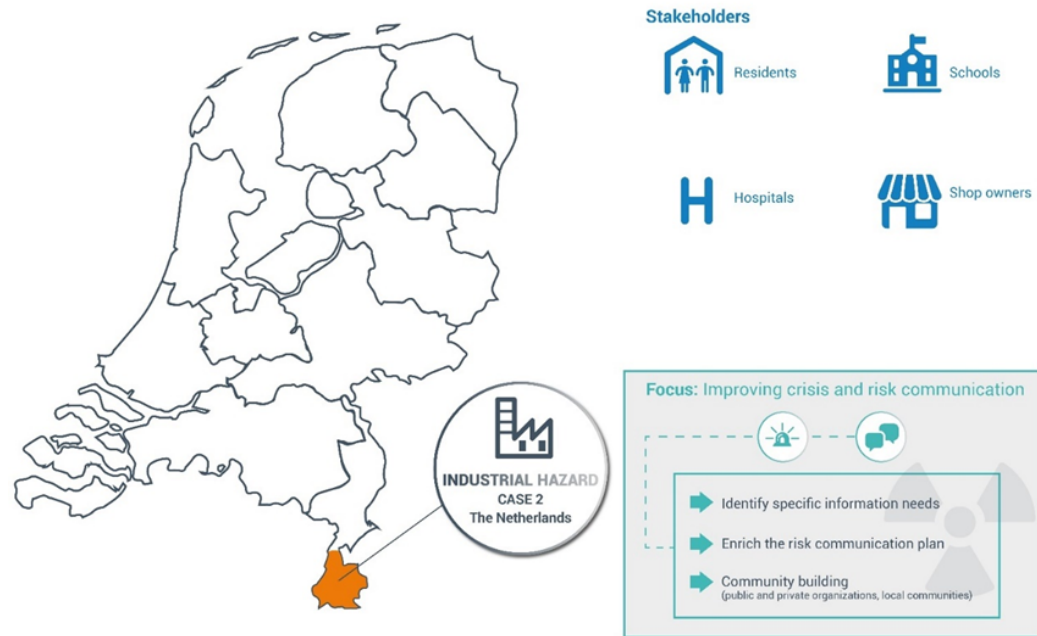 Stakeholders
Residents
Schools
H
Hospitals
Shop owners
INDUSTRIAL HAZARD
CASE 2
The Netherlands
Focus: Improving crisis and risk communication
Identify specific information needs
Enrich the risk communication plan
Community building
(public and private organizations, local communities)